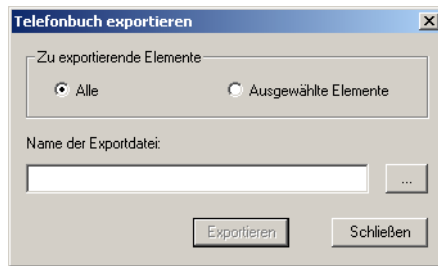 Telefonbuch exportieren
Zu exportierende Elemente
Alle Ausgewählte Elemente
Name der Exportdatei:
...
Exportieren Schließen